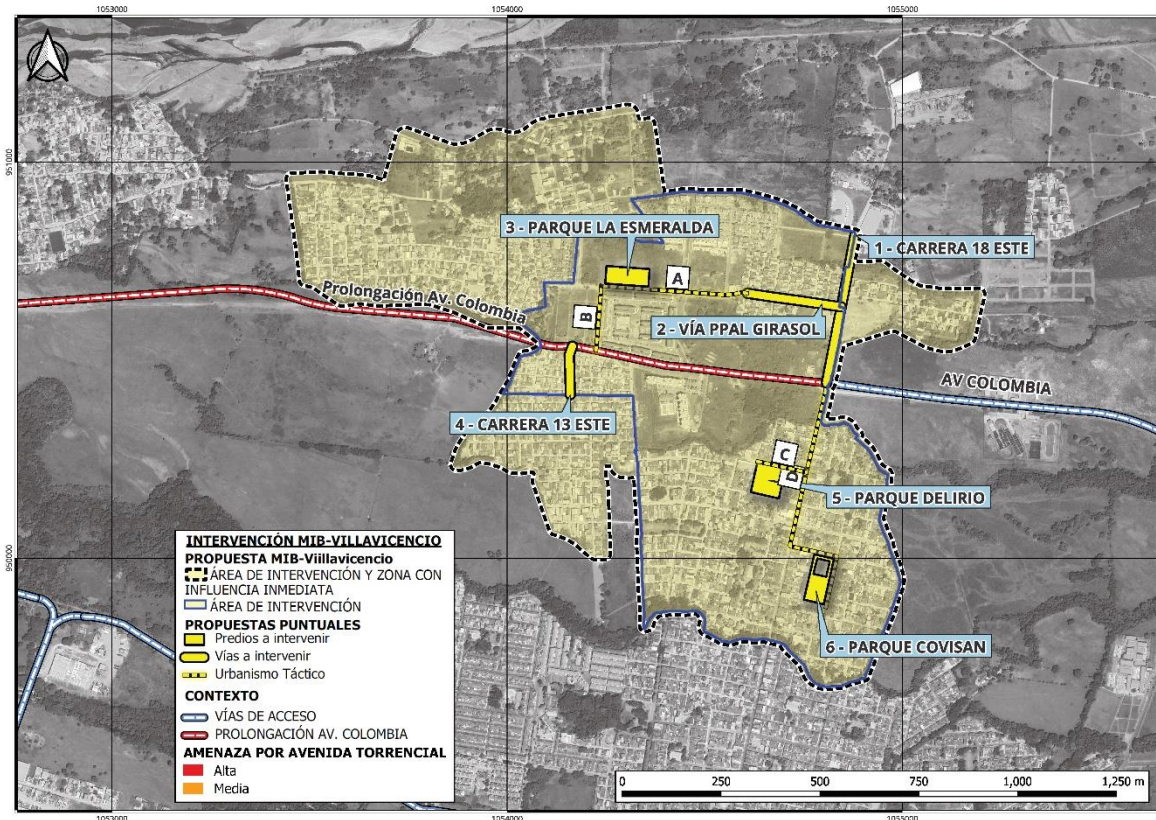 1053000
1054000
1055000
951000
3 - PARQUE LA ESMERALDA
1 - CARRERA 18 ESTE
A
Prolongación Av. Colombia
B
2 - VÍA PPAL GIRASOL
AV COLOMBIA
4 - CARRERA 13 ESTE
C
D
5 - PARQUE DELIRIO
950000
6 - PARQUE COVISAN
INTERVENCIÓN MIB-VILLAVICENCIO
PROPUESTA MIB-Viillavicencio
ÁREA DE INTERVENCIÓN Y ZONA CON
INFLUENCIA INMEDIATA
ÁREA DE INTERVENCIÓN
PROPUESTAS PUNTUALES
Predios a intervenir
Vías a intervenir
Urbanismo Táctico
CONTEXTO
VÍAS DE ACCESO
PROLONGACIÓN AV. COLOMBIA
AMENAZA POR AVENIDA TORRENCIAL
Alta
Media
0 250 500 750 1,000 1,250 m
1053000
1054000
1055000